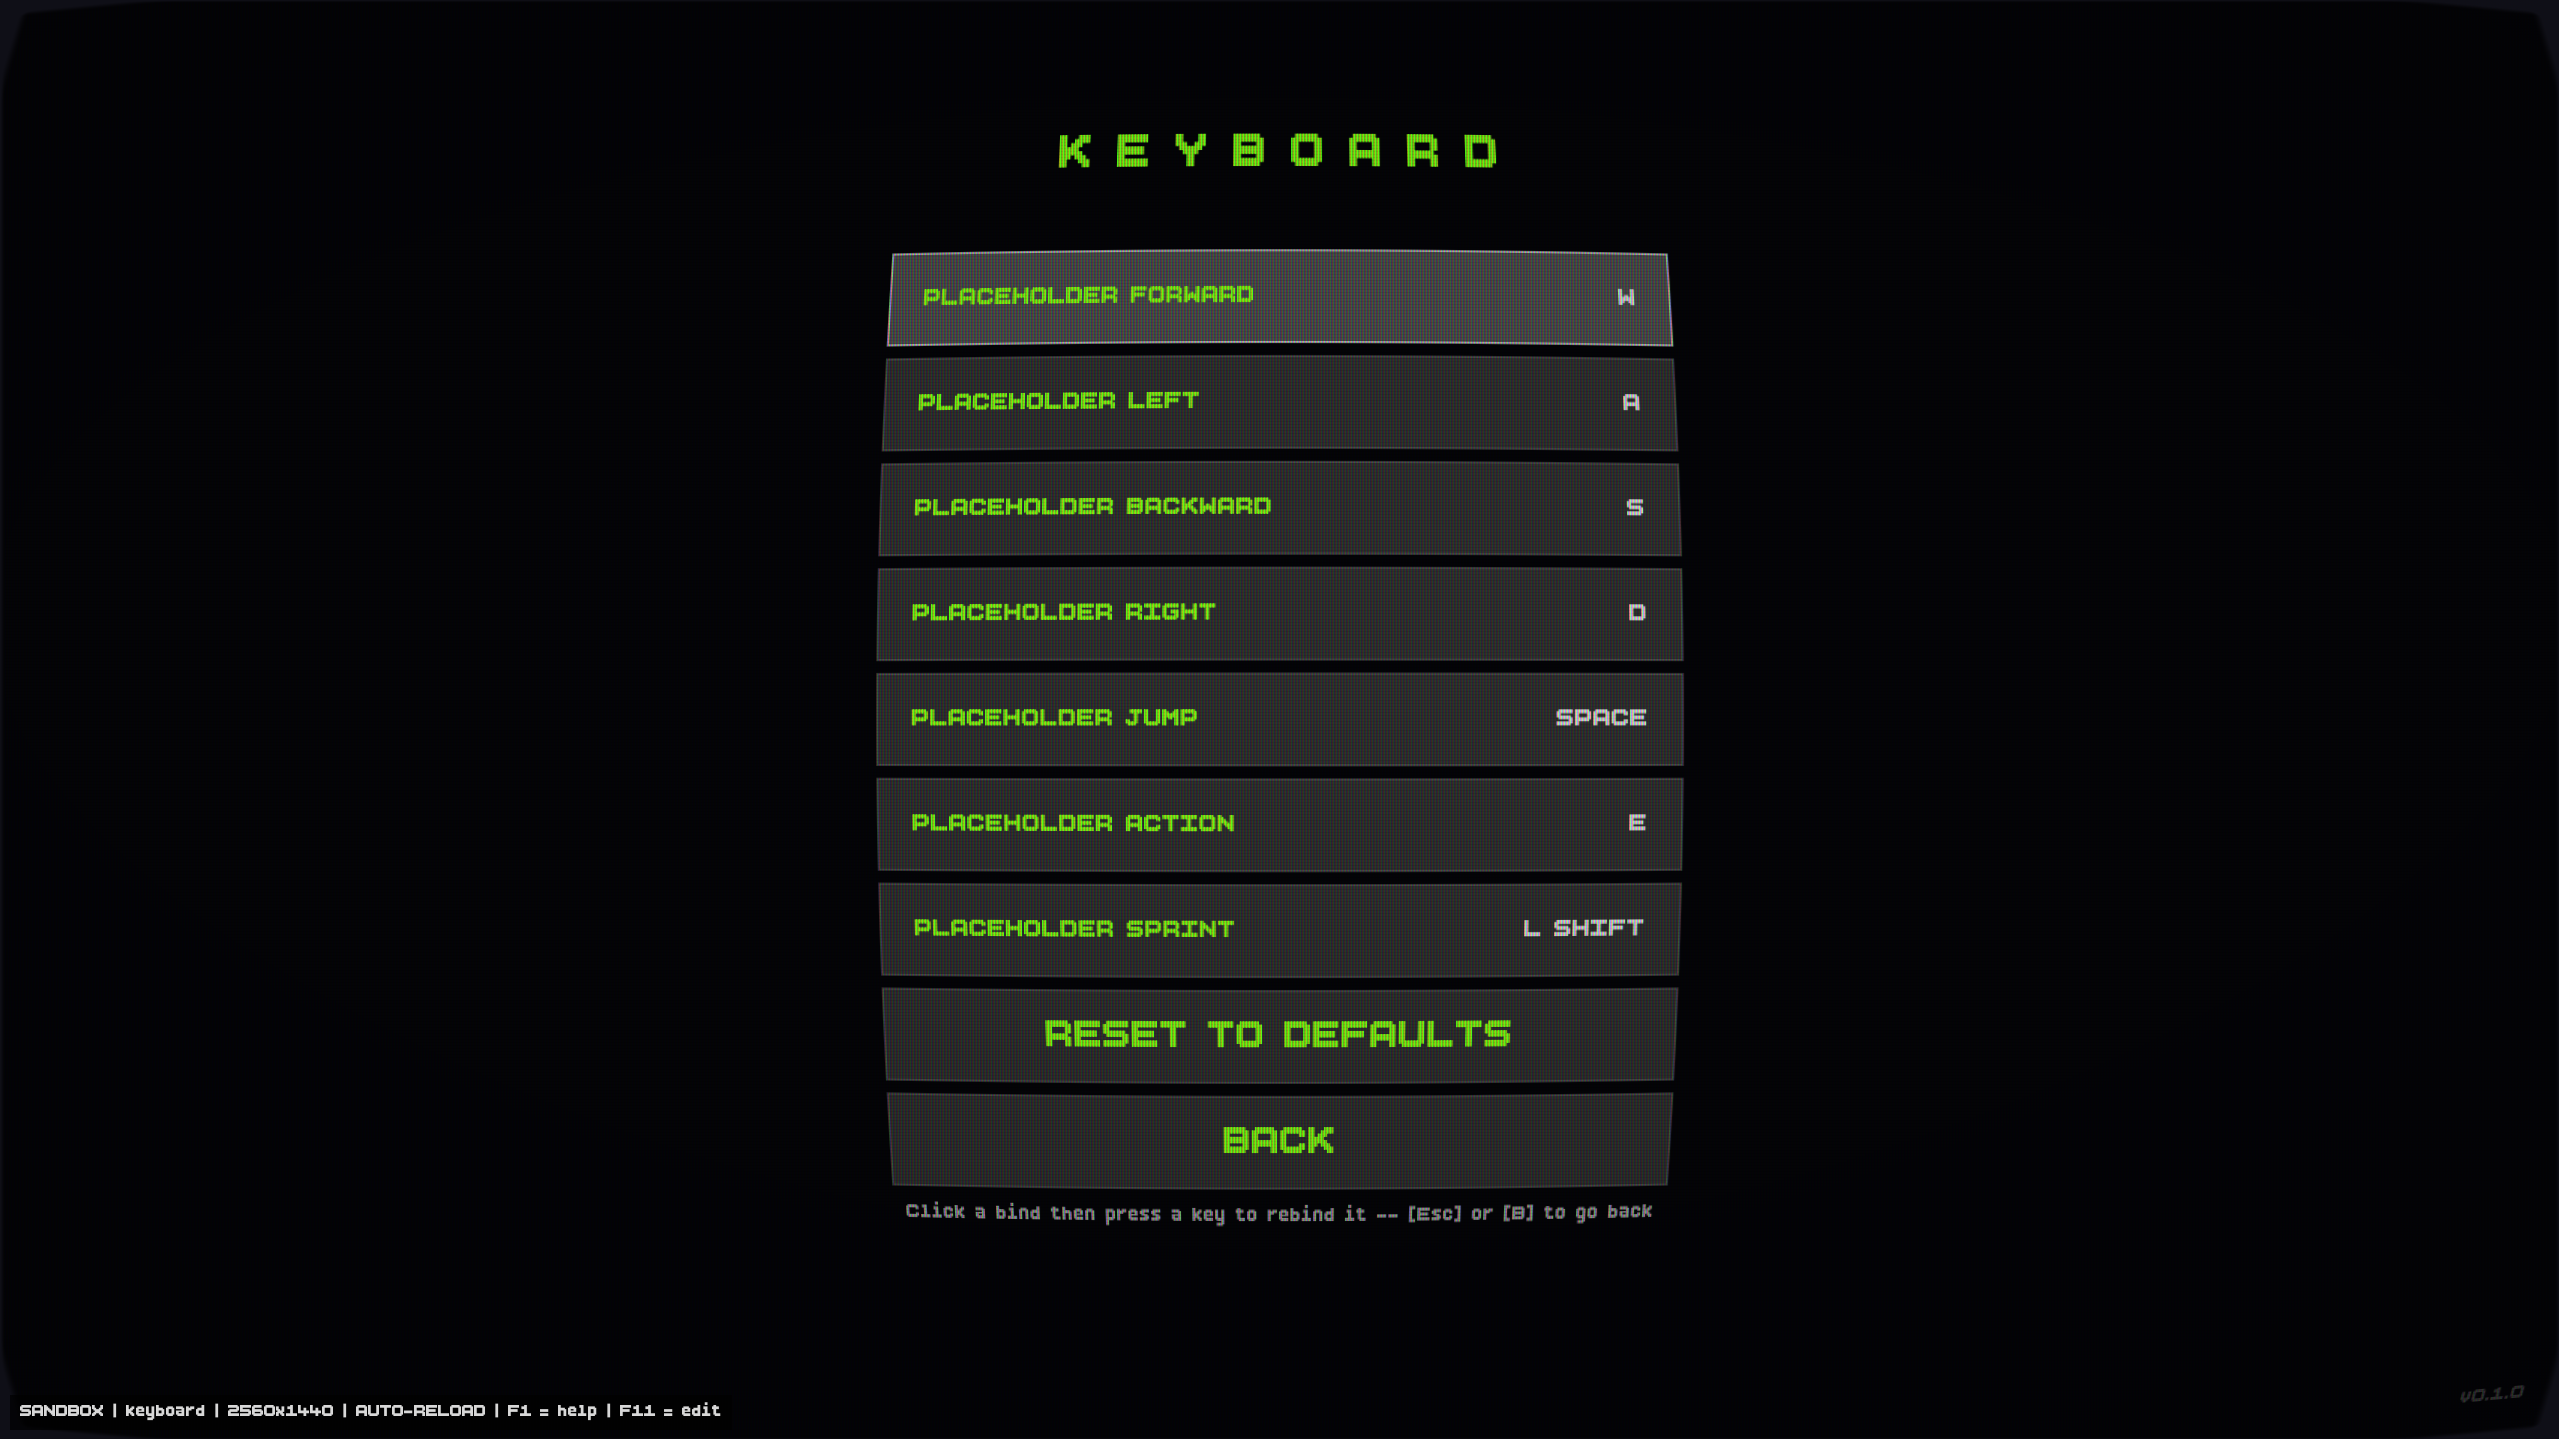 KEYBOARD
PLACEHOLDER FORWARD W
PLACEHOLDER LEFT A
PLACEHOLDER BACKWARD S
PLACEHOLDER RIGHT D
PLACEHOLDER JUMP SPACE
PLACEHOLDER ACTION E
PLACEHOLDER SPRINT L SHIFT
RESET TO DEFAULTS
BACK
Click a bind then press a key to rebind it -- [Esc] or [B] to go back
SANDBOX | keyboard | 2560x1440 | AUTO-RELOAD | F1 = help | F11 = edit
v0.1.0